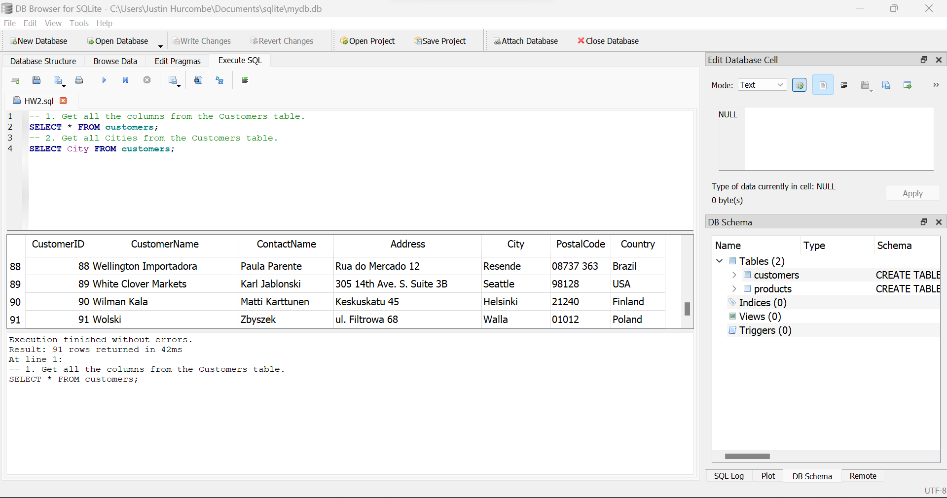 DB Browser for SQLite - C:\Users\Justin Hurcombe\Documents\sqlite\mydb.db
File Edit View Tools Help
New Database Open Database Write Changes Revert Changes Open Project Save Project Attach Database Close Database
Database Structure Browse Data Edit Pragmas Execute SQL
HW2.sql
1 -- 1. Get all the columns from the Customers table.
2 SELECT * FROM customers;
3 -- 2. Get all Cities from the Customers table.
4 SELECT City FROM customers;
CustomerID CustomerName ContactName Address City PostalCode Country
88 88 Wellington Importadora Paula Parente Rua do Mercado 12 Resende 08737 363 Brazil
89 89 White Clover Markets Karl Jablonski 305 14th Ave. S. Suite 3B Seattle 98128 USA
90 90 Wilman Kala Matti Karttunen Keskuskatu 45 Helsinki 21240 Finland
91 91 Wolski Zbyszek ul. Filtrowa 68 Walla 01012 Poland
Execution finished without errors.
Result: 91 rows returned in 42ms
At line 1:
-- 1. Get all the columns from the Customers table.
SELECT * FROM customers;
Edit Database Cell
Mode: Text
NULL
Type of data currently in cell: NULL
0 byte(s)
Apply
DB Schema
Name Type Schema
Tables (2)
customers CREATE TABLE
products CREATE TABLE
Indices (0)
Views (0)
Triggers (0)
SQL Log Plot DB Schema Remote
UTF-8